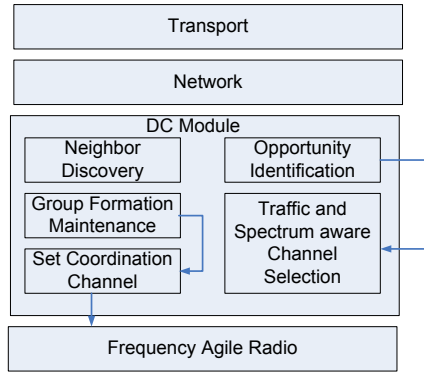 Transport
Network
DC Module
Neighbor
Discovery
Opportunity
Identification
Group Formation
Maintenance
Traffic and
Spectrum aware
Channel
Selection
Set Coordination
Channel
Frequency Agile Radio